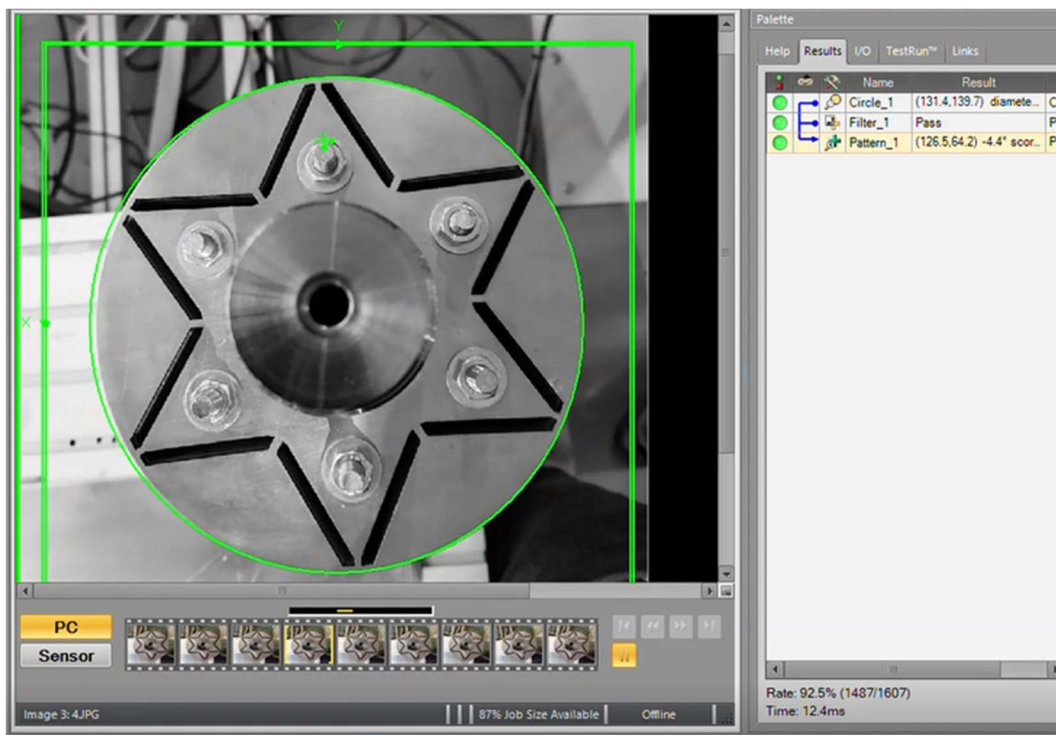 Palette
Help Results I/O TestRun™ Links
Name Result
Circle_1 (131.4,139.7) diamete... C
Filter_1 Pass P
Pattern_1 (126.5,64.2) -4.4° scor... P
Y
X
PC
Sensor
Rate: 92.5% (1487/1607)
Time: 12.4ms
Image 3: 4JPG 87% Job Size Available Offline